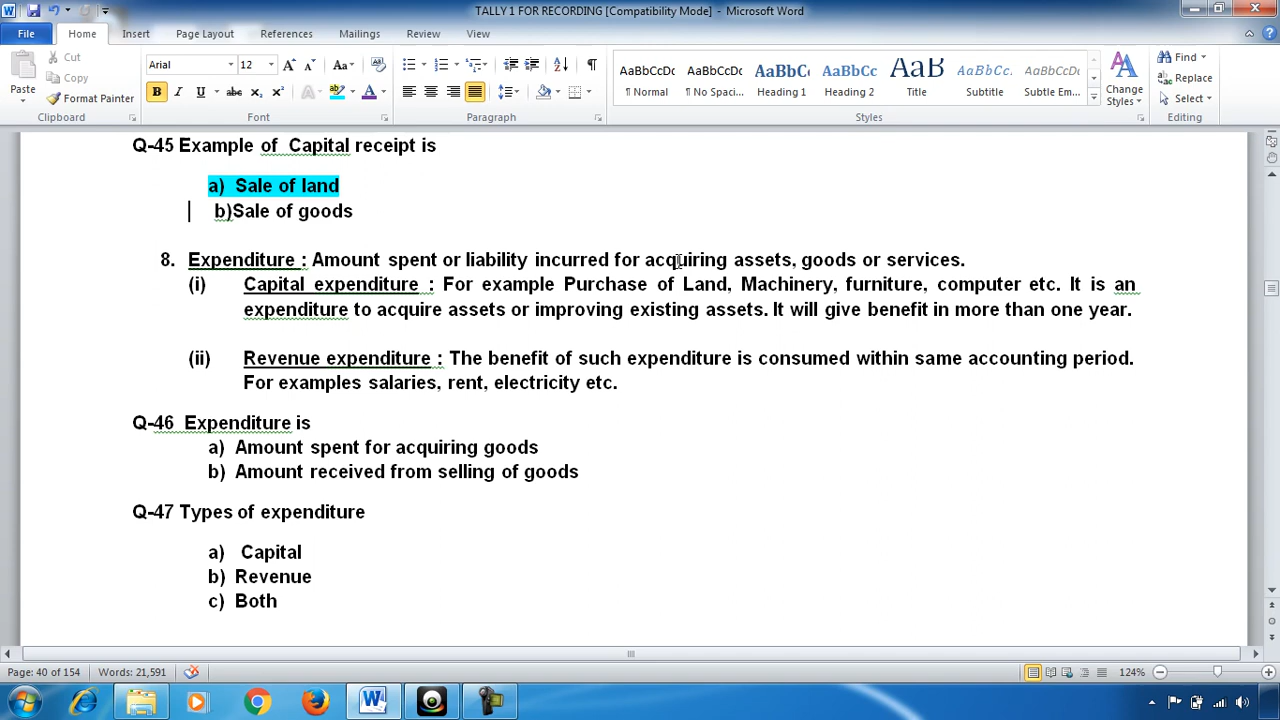 TALLY 1 FOR RECORDING [Compatibility Mode] - Microsoft Word
File Home Insert Page Layout References Mailings Review View
Paste Cut Copy Format Painter
Clipboard
Arial 12
Font
Paragraph
AaBbCcDc AaBbCcDc AaBbC AaBbCc AaB AaBbCc. AaBbCcDc
¶ Normal ¶ No Spaci... Heading 1 Heading 2 Title Subtitle Subtle Em...
Change Styles
Styles
Find Replace Select
Editing
Q-45 Example of Capital receipt is
a) Sale of land
b)Sale of goods
8. Expenditure : Amount spent or liability incurred for acquiring assets, goods or services.
(i) Capital expenditure : For example Purchase of Land, Machinery, furniture, computer etc. It is an
expenditure to acquire assets or improving existing assets. It will give benefit in more than one year.
(ii) Revenue expenditure : The benefit of such expenditure is consumed within same accounting period.
For examples salaries, rent, electricity etc.
Q-46 Expenditure is
a) Amount spent for acquiring goods
b) Amount received from selling of goods
Q-47 Types of expenditure
a) Capital
b) Revenue
c) Both
Page: 40 of 154 Words: 21,591 124%